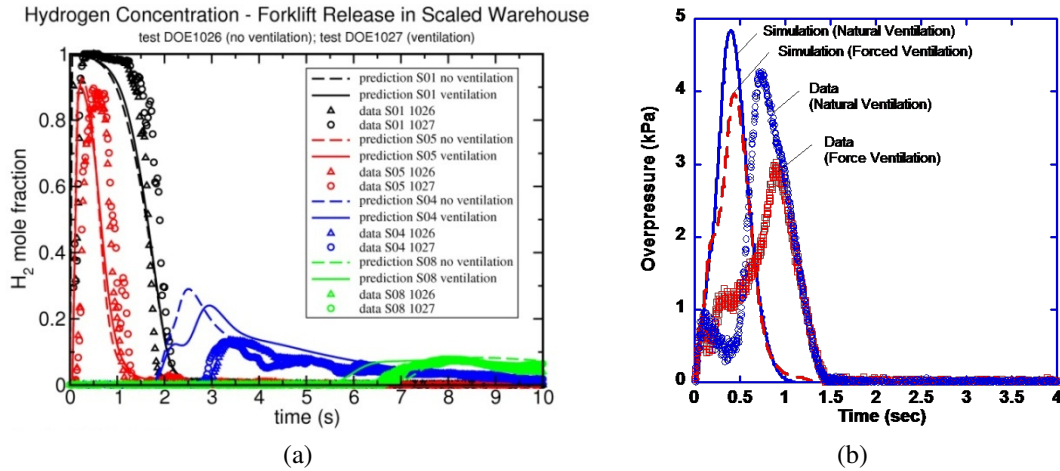 Hydrogen Concentration - Forklift Release in Scaled Warehouse
test DOE1026 (no ventilation); test DOE1027 (ventilation)
H2 mole fraction
1
0.8
0.6
0.4
0.2
0
0 1 2 3 4 5 6 7 8 9 10
time (s)
prediction S01 no ventilation
prediction S01 ventilation
data S01 1026
data S01 1027
prediction S05 no ventilation
prediction S05 ventilation
data S05 1026
data S05 1027
prediction S04 no ventilation
prediction S04 ventilation
data S04 1026
data S04 1027
prediction S08 no ventilation
prediction S08 ventilation
data S08 1026
data S08 1027
(a)
Overpressure (kPa)
5
4
3
2
1
0
0 0.5 1 1.5 2 2.5 3 3.5 4
Time (sec)
Simulation (Natural Ventilation)
Simulation (Forced Ventilation)
Data
(Natural Ventilation)
Data
(Force Ventilation)
(b)